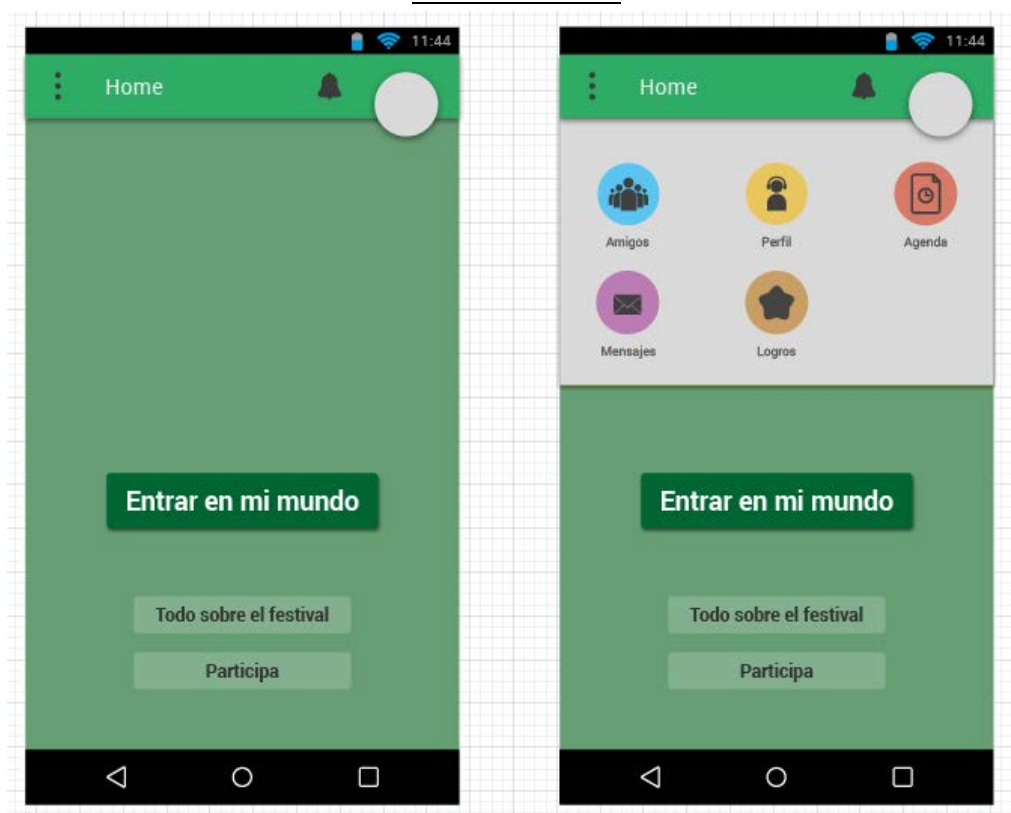 11:44
Home
Entrar en mi mundo
Todo sobre el festival
Participa
11:44
Home
Amigos
Perfil
Agenda
Mensajes
Logros
Entrar en mi mundo
Todo sobre el festival
Participa